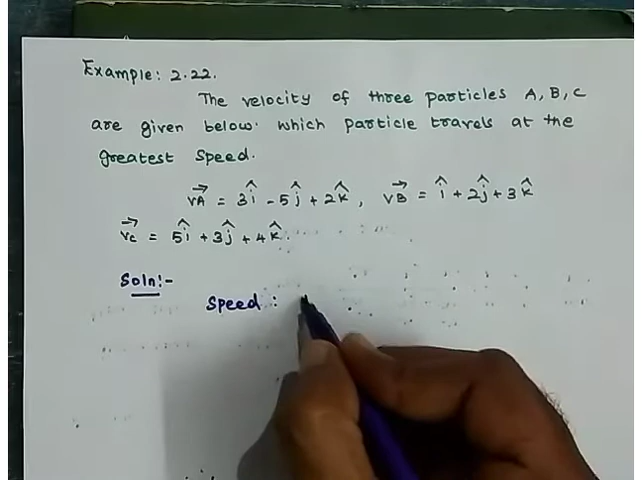 Example: 2.22.
The velocity of three particles A, B, C
are given below. which particle travels at the
greatest speed.
→vA = 3î - 5ĵ + 2k̂, →vB = î + 2ĵ + 3k̂
→vc = 5î + 3ĵ + 4k̂.
Soln:-
Speed :